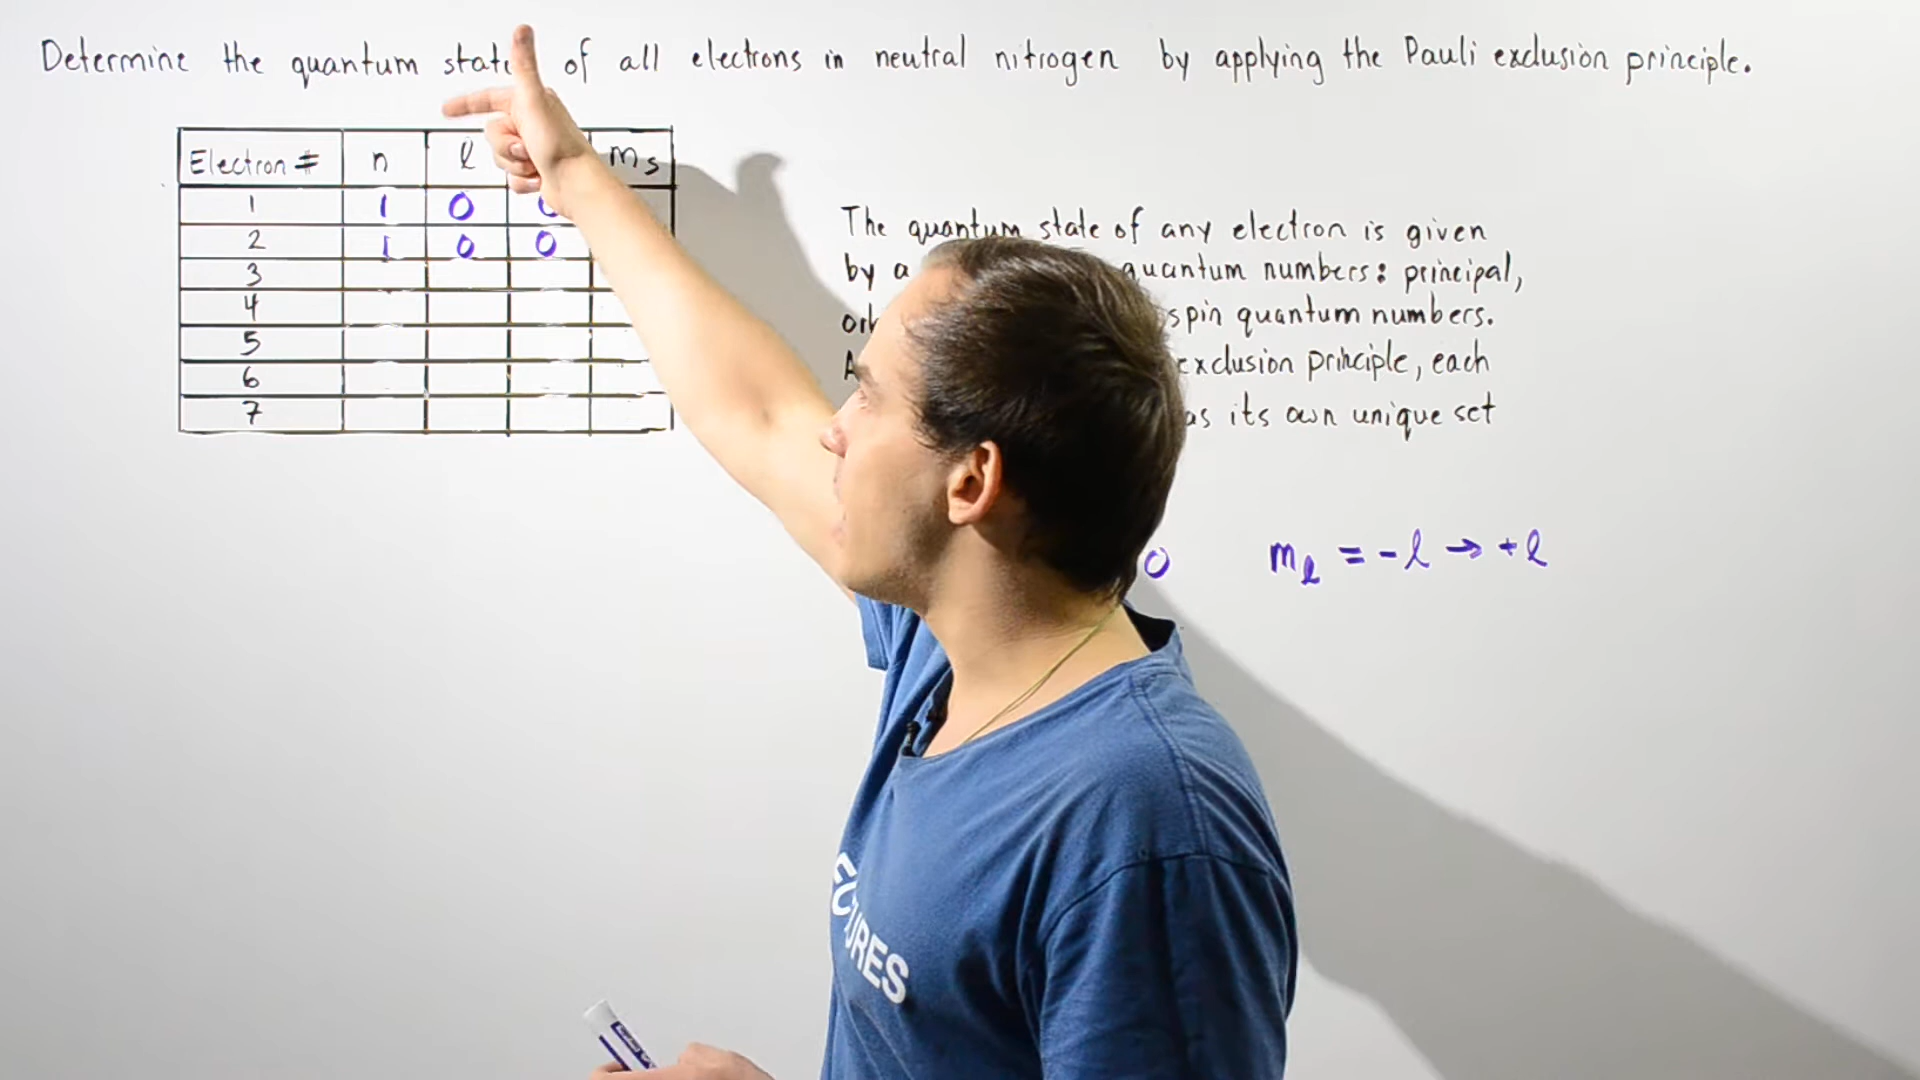 Determine the quantum state of all electrons in neutral nitrogen by applying the Pauli exclusion principle.
Electron # n l ms
1 1 0
2 1 0 0
3
4
5
6
7
The quantum state of any electron is given
by a quantum numbers: principal,
spin quantum numbers.
exclusion principle, each
its own unique set
0 mℓ = -ℓ → +ℓ